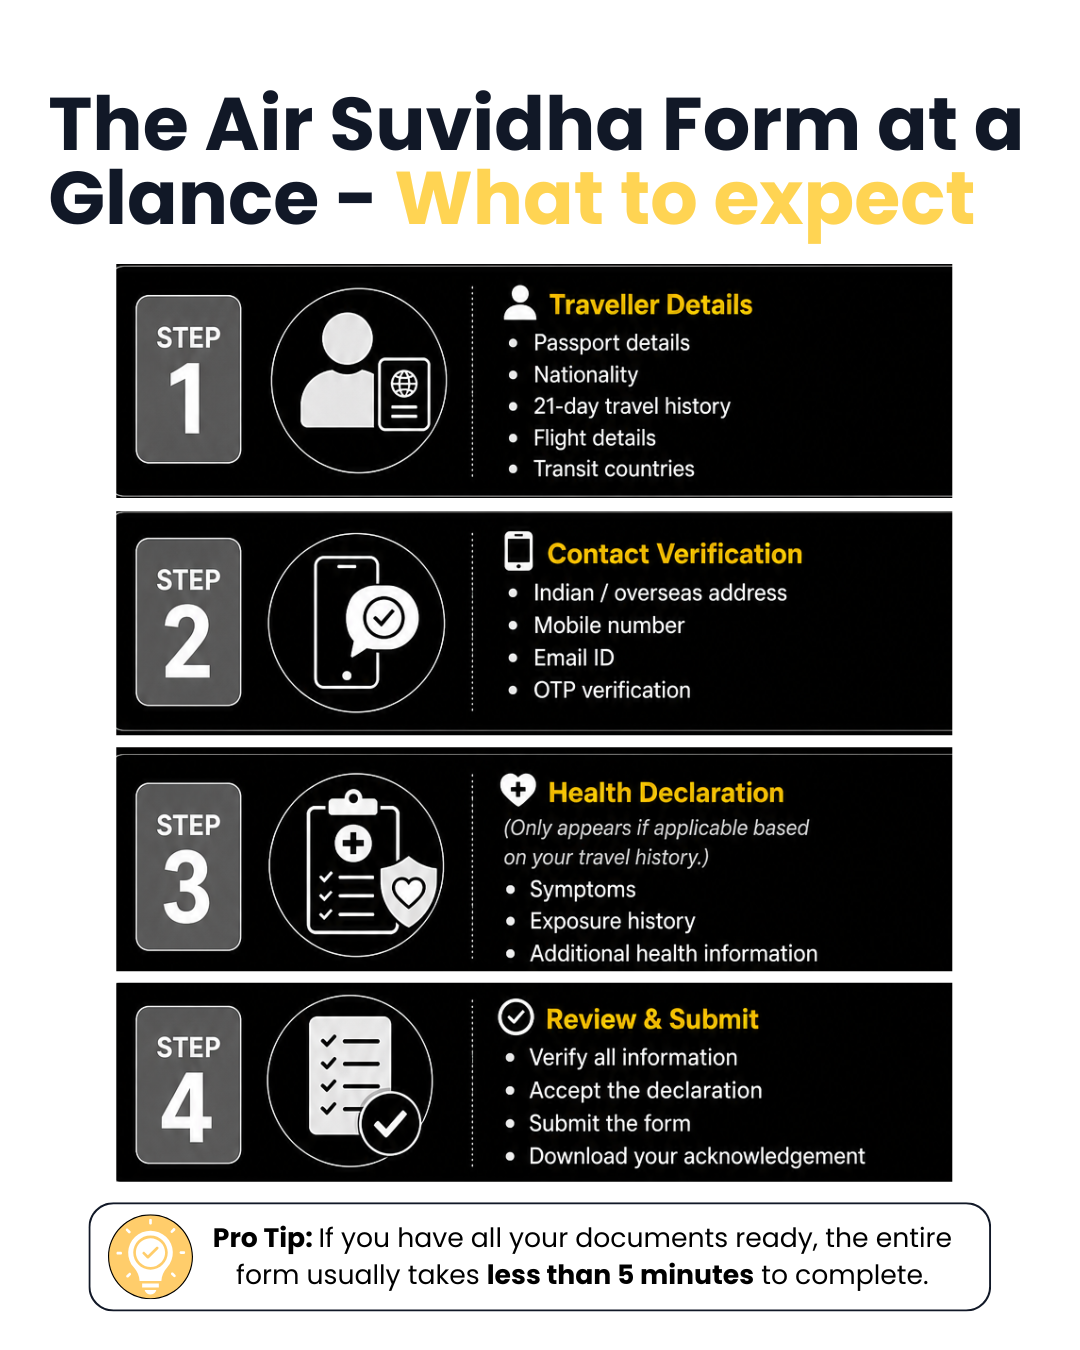 The Air Suvidha Form at a
Glance - What to expect
STEP
1
Traveller Details
• Passport details
• Nationality
• 21-day travel history
• Flight details
• Transit countries
STEP
2
Contact Verification
• Indian / overseas address
• Mobile number
• Email ID
• OTP verification
STEP
3
Health Declaration
(Only appears if applicable based
on your travel history.)
• Symptoms
• Exposure history
• Additional health information
STEP
4
Review & Submit
• Verify all information
• Accept the declaration
• Submit the form
• Download your acknowledgement
Pro Tip: If you have all your documents ready, the entire
form usually takes less than 5 minutes to complete.